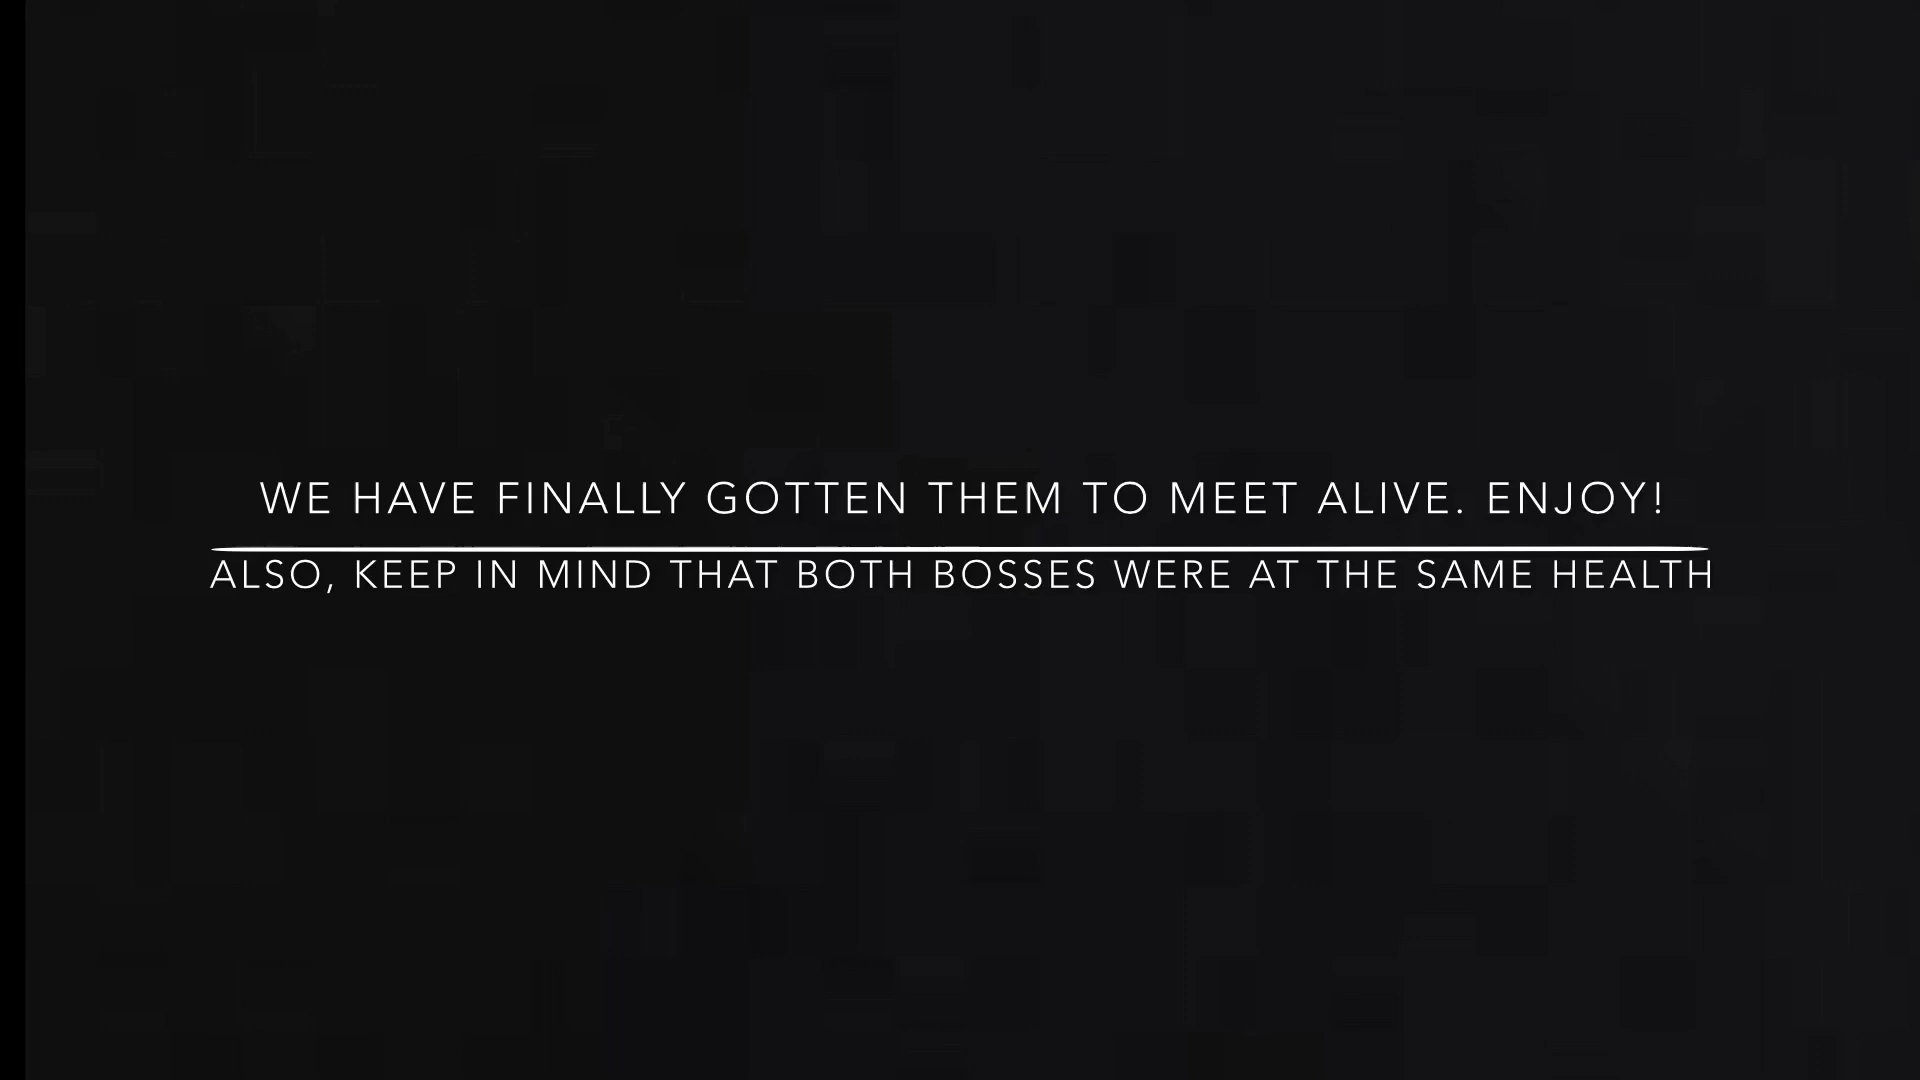 WE HAVE FINALLY GOTTEN THEM TO MEET ALIVE. ENJOY!
ALSO, KEEP IN MIND THAT BOTH BOSSES WERE AT THE SAME HEALTH